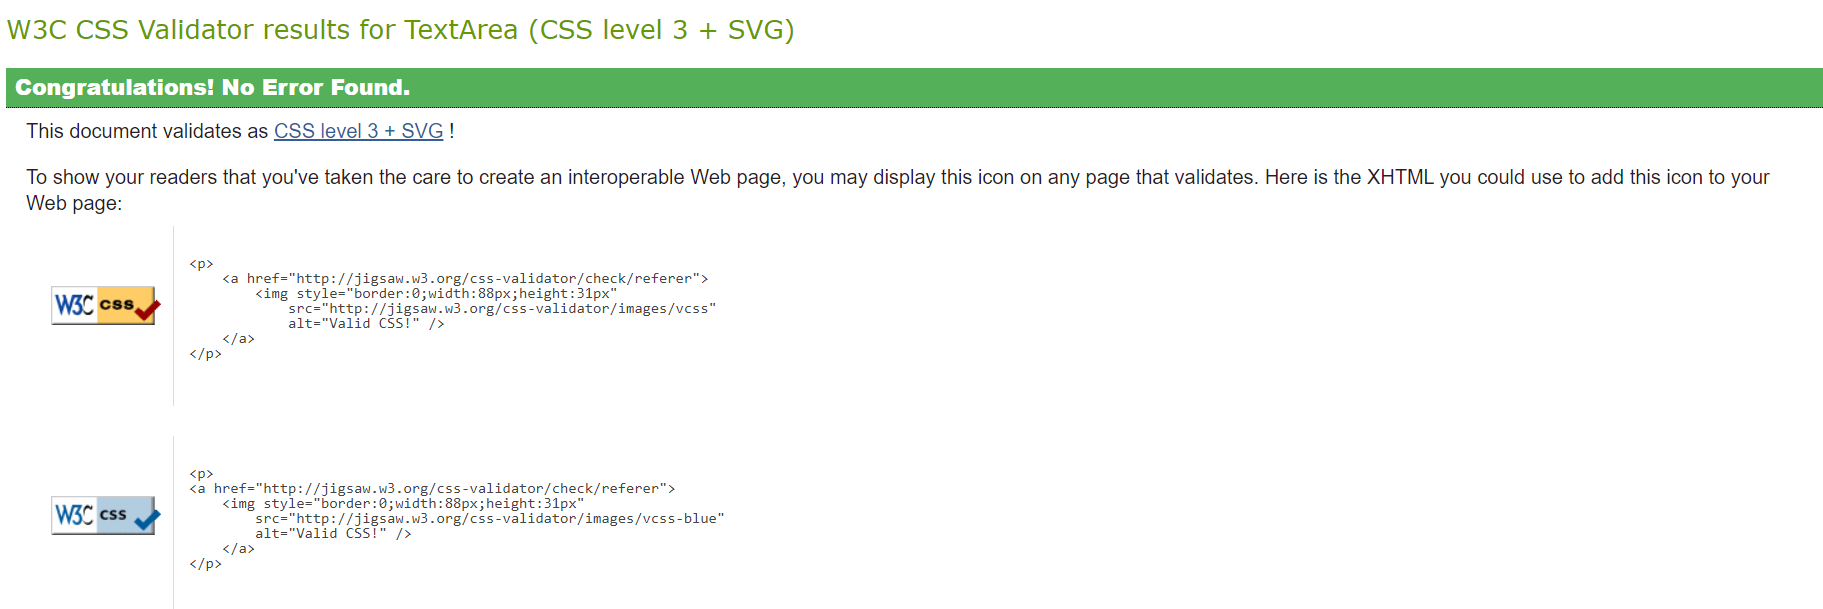 W3C CSS Validator results for TextArea (CSS level 3 + SVG)
Congratulations! No Error Found.
This document validates as CSS level 3 + SVG !
To show your readers that you've taken the care to create an interoperable Web page, you may display this icon on any page that validates. Here is the XHTML you could use to add this icon to your
Web page:
W3C css
<p>
    <a href="http://jigsaw.w3.org/css-validator/check/referer">
        <img style="border:0;width:88px;height:31px"
            src="http://jigsaw.w3.org/css-validator/images/vcss"
            alt="Valid CSS!" />
    </a>
</p>
W3C css
<p>
<a href="http://jigsaw.w3.org/css-validator/check/referer">
    <img style="border:0;width:88px;height:31px"
        src="http://jigsaw.w3.org/css-validator/images/vcss-blue"
        alt="Valid CSS!" />
    </a>
</p>